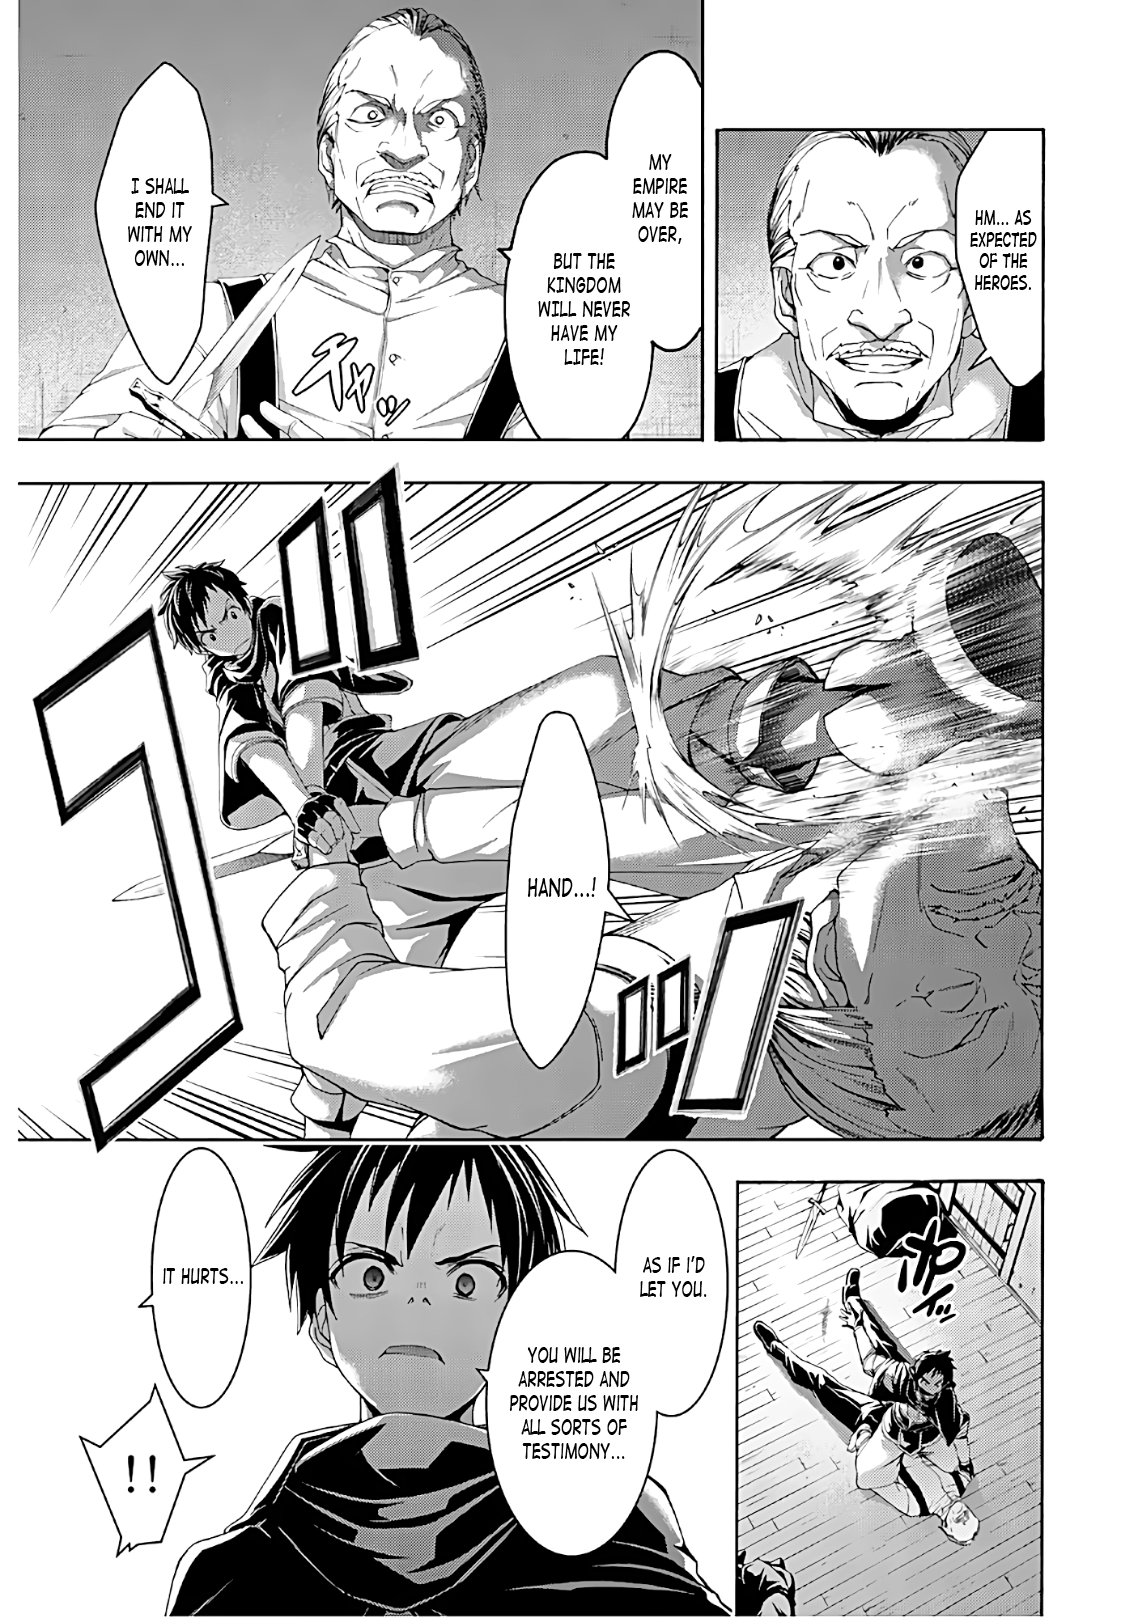 HM... AS
EXPECTED
OF THE
HEROES.
MY
EMPIRE
MAY BE
OVER,
BUT THE
KINGDOM
WILL NEVER
HAVE MY
LIFE!
I SHALL
END IT
WITH MY
OWN...
チャッ
HAND...!
ゴッ
AS IF I'D
LET YOU.
YOU WILL BE
ARRESTED AND
PROVIDE US WITH
ALL SORTS OF
TESTIMONY...
IT HURTS...
!!